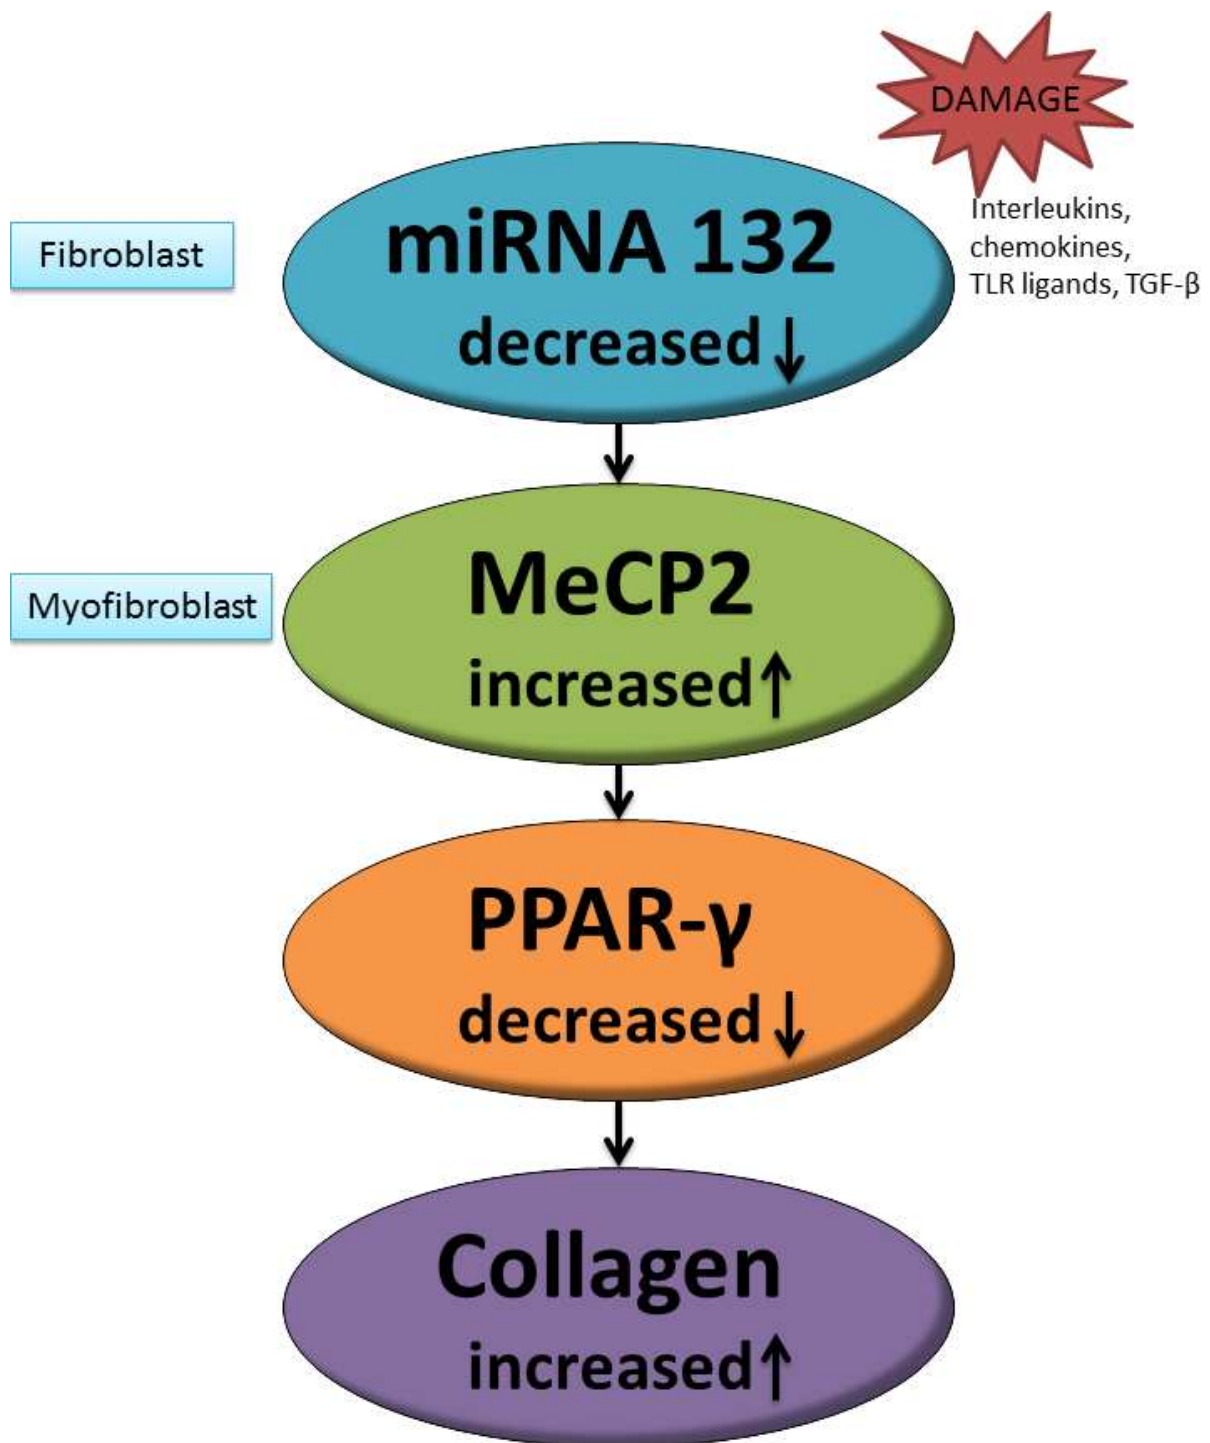 DAMAGE
Interleukins,
chemokines,
TLR ligands, TGF-β
Fibroblast
miRNA 132
decreased↓
Myofibroblast
MeCP2
increased↑
PPAR-γ
decreased↓
Collagen
increased↑